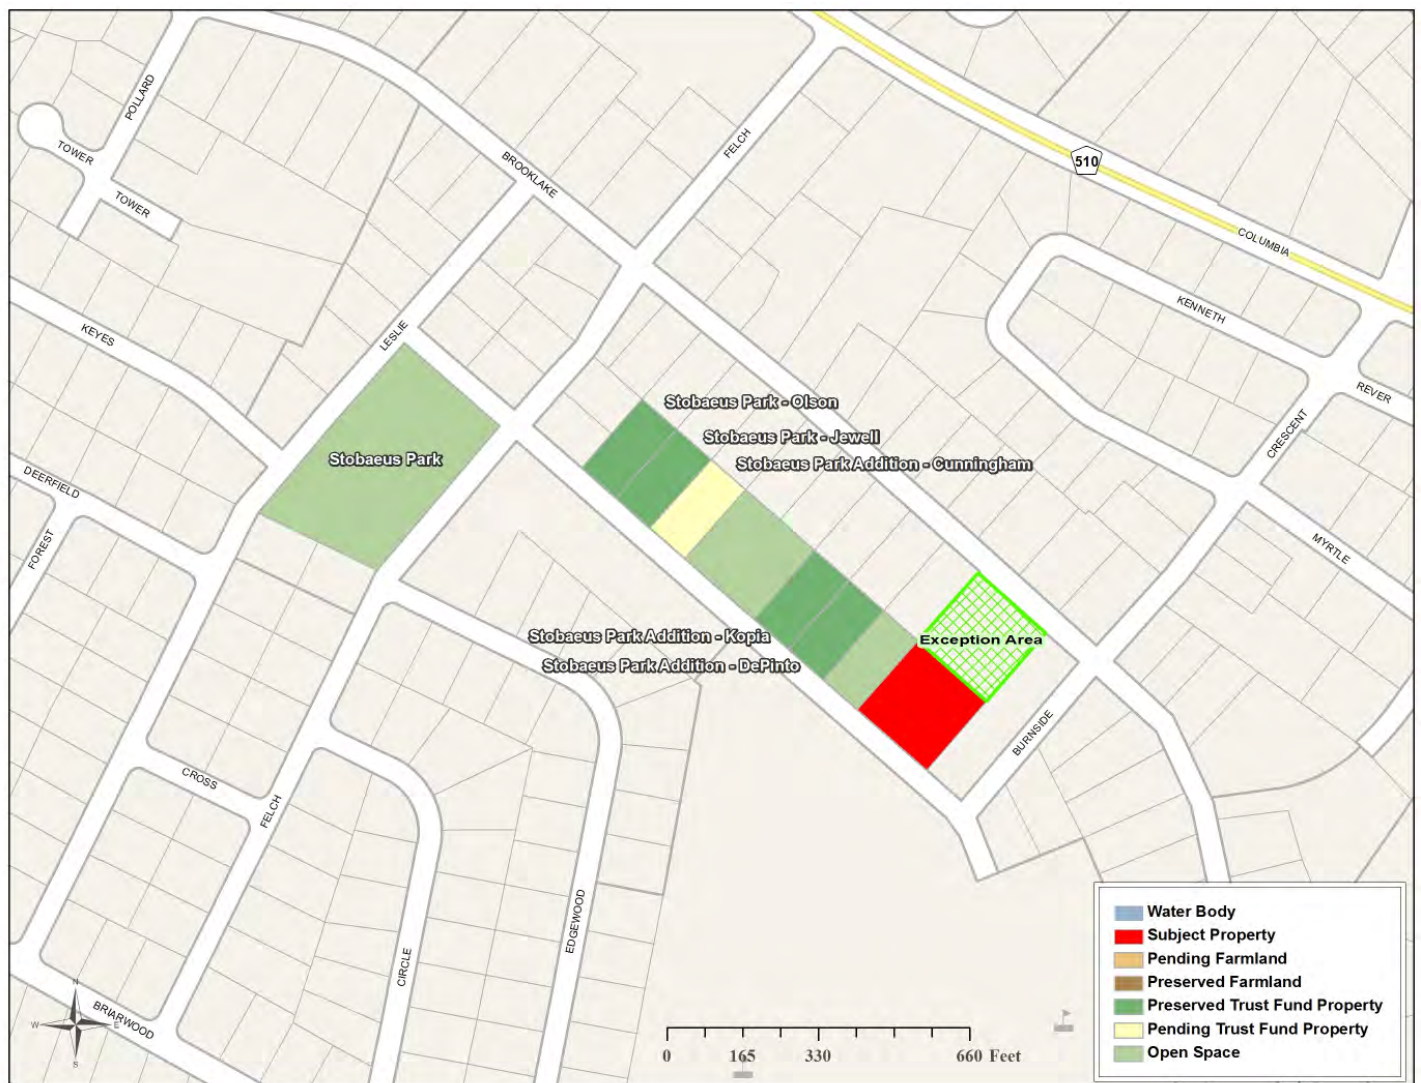 POLLARD
TOWER
TOWER
BROOKLAKE
FELCH
510
COLUMBIA
KENNETH
REVER
KEYES
LESLIE
CRESCENT
Stobaeus Park - Olson
Stobaeus Park - Jewell
Stobaeus Park
Stobaeus Park Addition - Cunningham
DEERFIELD
FOREST
MYRTLE
Stobaeus Park Addition - Kopia
Exception Area
Stobaeus Park Addition - DePinto
BURNSIDE
CROSS
FELCH
EDGEWOOD
CIRCLE
BRIARWOOD
N
W
E
S
0 165 330 660 Feet
Water Body
Subject Property
Pending Farmland
Preserved Farmland
Preserved Trust Fund Property
Pending Trust Fund Property
Open Space